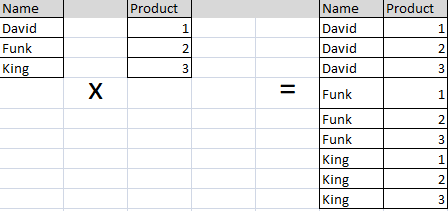 Name Product Name Product
David 1 David 1
Funk 2 David 2
King 3 David 3
x = Funk 1
Funk 2
Funk 3
King 1
King 2
King 3